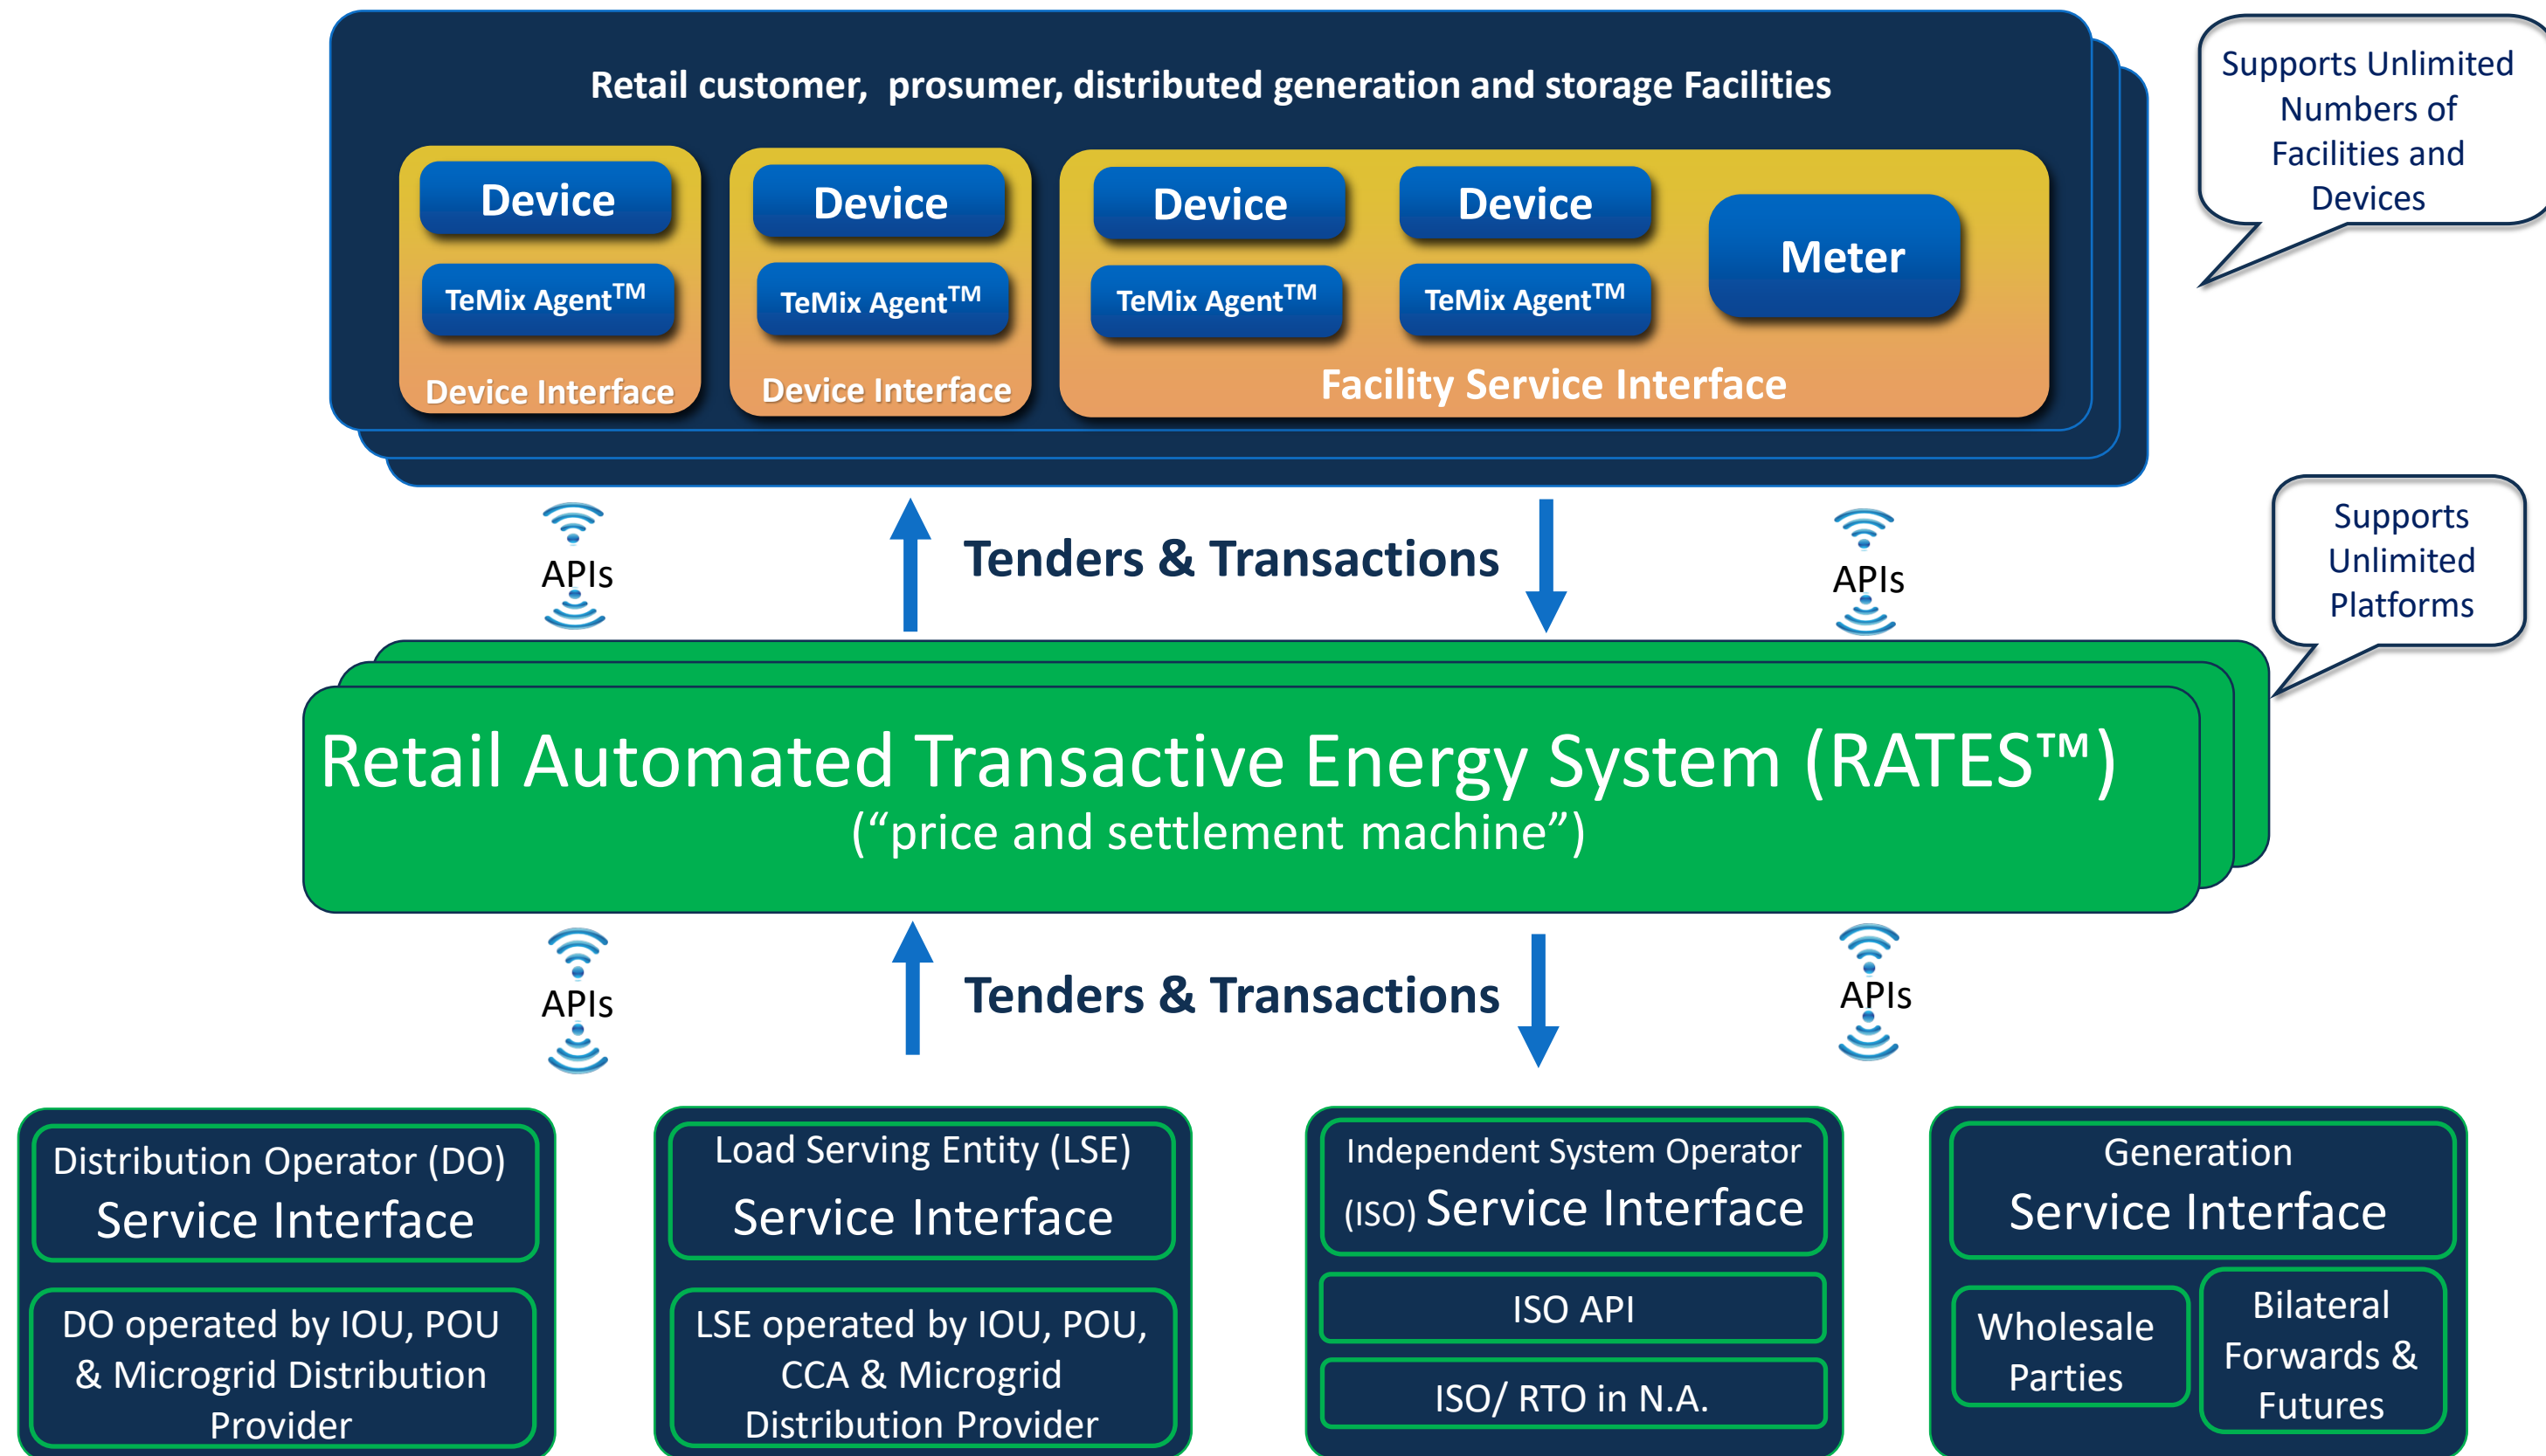 Retail customer, prosumer, distributed generation and storage Facilities
Supports Unlimited
Numbers of
Facilities and
Devices
Device
TeMix Agent™
Device Interface
Device
TeMix Agent™
Device Interface
Device
TeMix Agent™
Device
TeMix Agent™
Meter
Facility Service Interface
APIs
Tenders & Transactions
APIs
Supports
Unlimited
Platforms
Retail Automated Transactive Energy System (RATES™)
(“price and settlement machine”)
APIs
Tenders & Transactions
APIs
Distribution Operator (DO)
Service Interface
DO operated by IOU, POU
& Microgrid Distribution
Provider
Load Serving Entity (LSE)
Service Interface
LSE operated by IOU, POU,
CCA & Microgrid
Distribution Provider
Independent System Operator
(ISO) Service Interface
ISO API
ISO/ RTO in N.A.
Generation
Service Interface
Wholesale
Parties
Bilateral
Forwards &
Futures